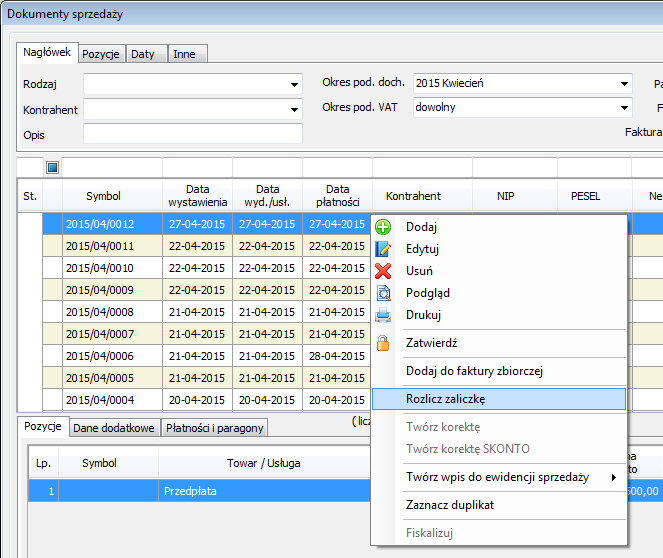 Dokumenty sprzedaży
Nagłówek Pozycje Daty Inne
Rodzaj Okres pod. doch. 2015 Kwiecień
Kontrahent Okres pod. VAT dowolny
Opis Faktura
St. Symbol Data wystawienia Data wyd./usł. Data płatności Kontrahent NIP PESEL Ne
2015/04/0012 27-04-2015 27-04-2015 27-04-2015
2015/04/0011 22-04-2015 22-04-2015 22-04-2015
2015/04/0010 22-04-2015 22-04-2015 22-04-2015
2015/04/0009 22-04-2015 22-04-2015 22-04-2015
2015/04/0008 21-04-2015 21-04-2015 21-04-2015
2015/04/0007 21-04-2015 21-04-2015 21-04-2015
2015/04/0006 21-04-2015 21-04-2015 28-04-2015
2015/04/0005 21-04-2015 21-04-2015 21-04-2015
2015/04/0004 20-04-2015 20-04-2015 20-04-2015
Dodaj
Edytuj
Usuń
Podgląd
Drukuj
Zatwierdź
Dodaj do faktury zbiorczej
Rozlicz zaliczkę
Twórz korektę
Twórz korektę SKONTO
Twórz wpis do ewidencji sprzedaży
Zaznacz duplikat
Fiskalizuj
Pozycje Dane dodatkowe Płatności i paragony (licz
Lp. Symbol Towar / Usługa
1 Przedpłata 500,00